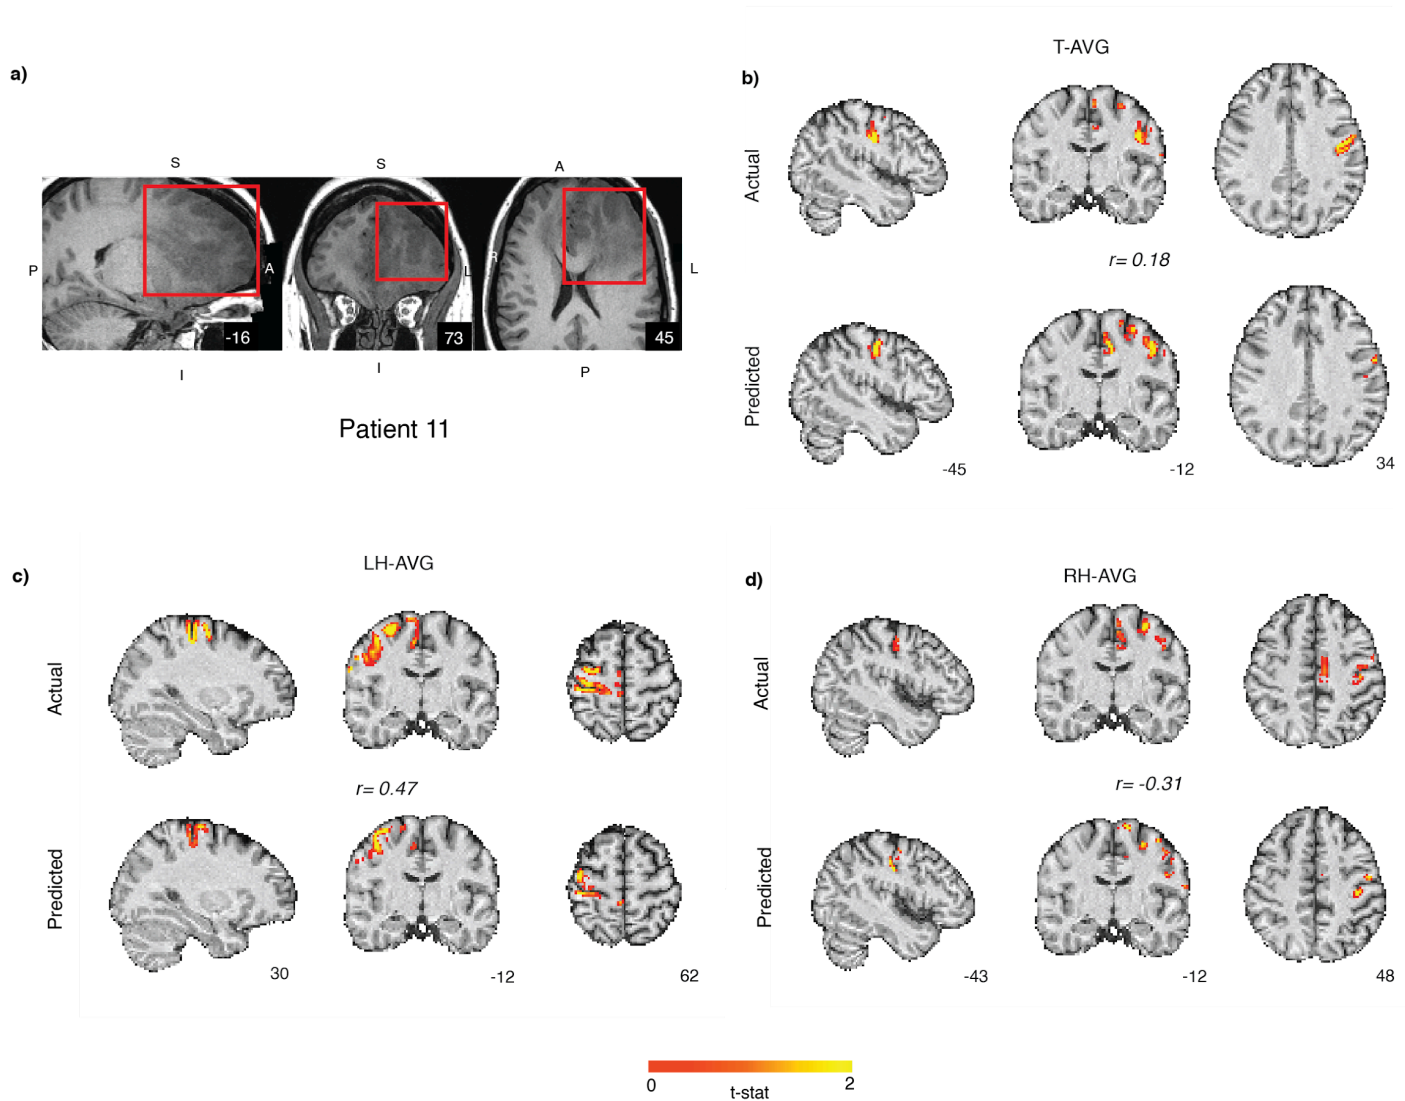 a)
S
S
A
P
A
L
R
L
-16
73
45
I
I
P
Patient 11
b)
T-AVG
Actual
r= 0.18
Predicted
-45
-12
34
c)
LH-AVG
Actual
r= 0.47
Predicted
30
-12
62
d)
RH-AVG
Actual
r= -0.31
Predicted
-43
-12
48
0
2
t-stat